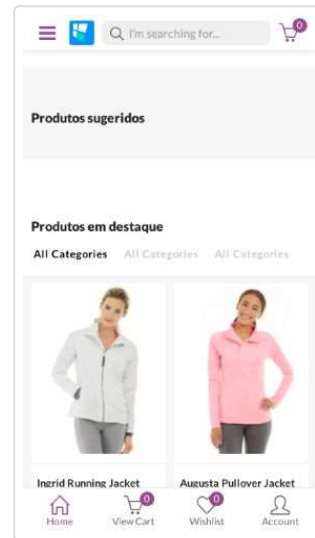 I'm searching for...
0
Produtos sugeridos
Produtos em destaque
All Categories All Categories All Categories
Ingrid Running Jacket Augusta Pullover Jacket
0 0
Home View Cart Wishlist Account